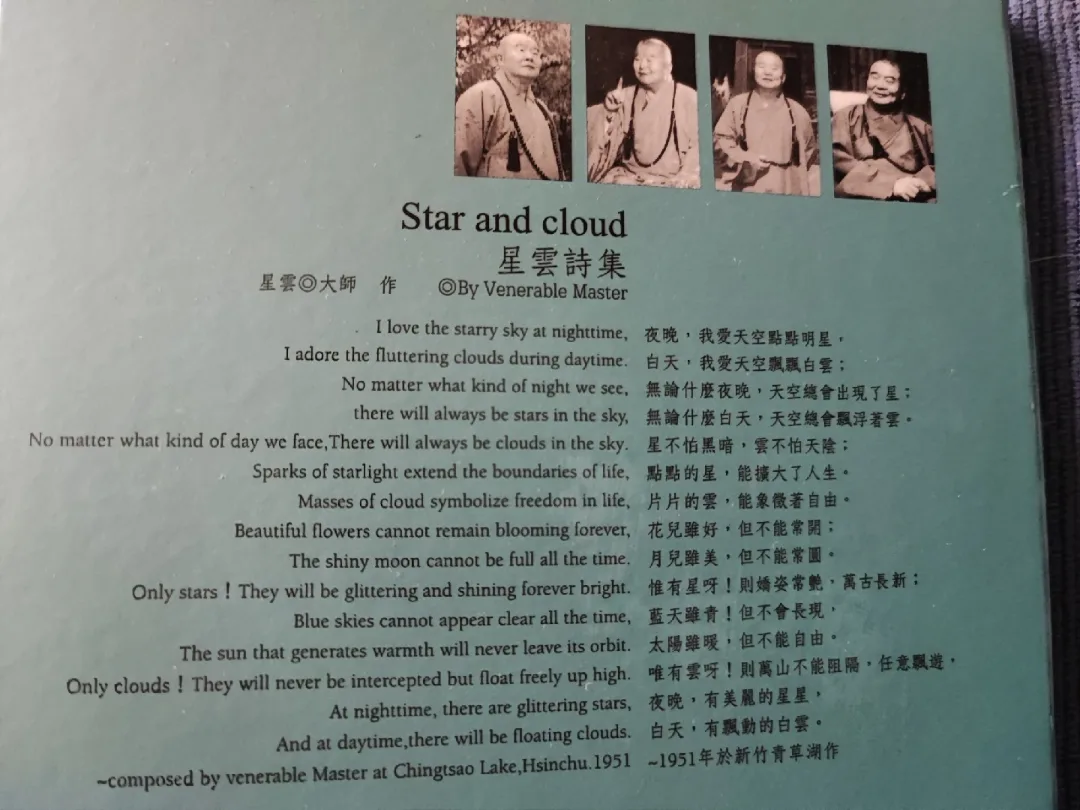 Star and cloud
星雲詩集
星雲◎大師　作　◎By Venerable Master
I love the starry sky at nighttime,
I adore the fluttering clouds during daytime.
No matter what kind of night we see,
there will always be stars in the sky,
No matter what kind of day we face,There will always be clouds in the sky.
Sparks of starlight extend the boundaries of life,
Masses of cloud symbolize freedom in life,
Beautiful flowers cannot remain blooming forever,
The shiny moon cannot be full all the time.
Only stars ! They will be glittering and shining forever bright.
Blue skies cannot appear clear all the time,
The sun that generates warmth will never leave its orbit.
Only clouds ! They will never be intercepted but float freely up high.
At nighttime, there are glittering stars,
And at daytime,there will be floating clouds.
~composed by venerable Master at Chingtsao Lake,Hsinchu.1951
夜晚，我愛天空點點明星，
白天，我愛天空飄飄白雲；
無論什麼夜晚，天空總會出現了星；
無論什麼白天，天空總會飄浮著雲。
星不怕黑暗，雲不怕天陰；
點點的星，能擴大了人生。
片片的雲，能象徵著自由。
花兒雖好，但不能常開；
月兒雖美，但不能常圓。
惟有星呀！則嬌姿常艷，萬古長新；
藍天雖青！但不會長現，
太陽雖暖，但不能自由。
唯有雲呀！則萬山不能阻隔，任意飄遊，
夜晚，有美麗的星星，
白天，有飄動的白雲。
~1951年於新竹青草湖作